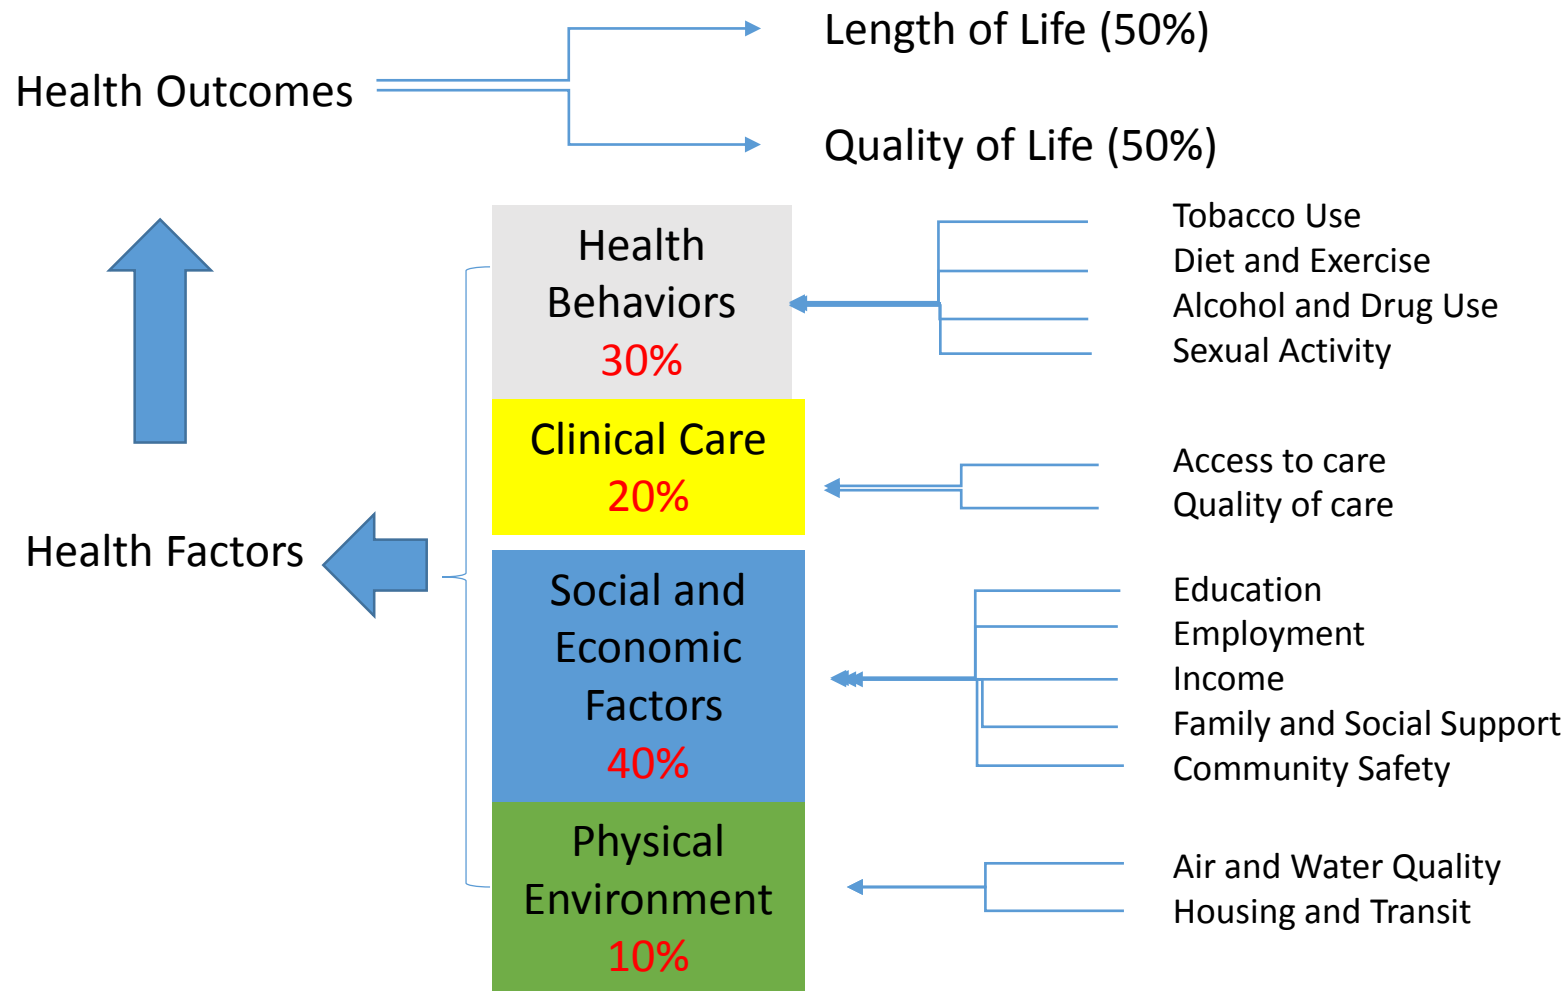 Length of Life (50%)
Health Outcomes
Quality of Life (50%)
Health
Behaviors
30%
Tobacco Use
Diet and Exercise
Alcohol and Drug Use
Sexual Activity
Clinical Care
20%
Access to care
Quality of care
Health Factors
Social and
Economic
Factors
40%
Education
Employment
Income
Family and Social Support
Community Safety
Physical
Environment
10%
Air and Water Quality
Housing and Transit